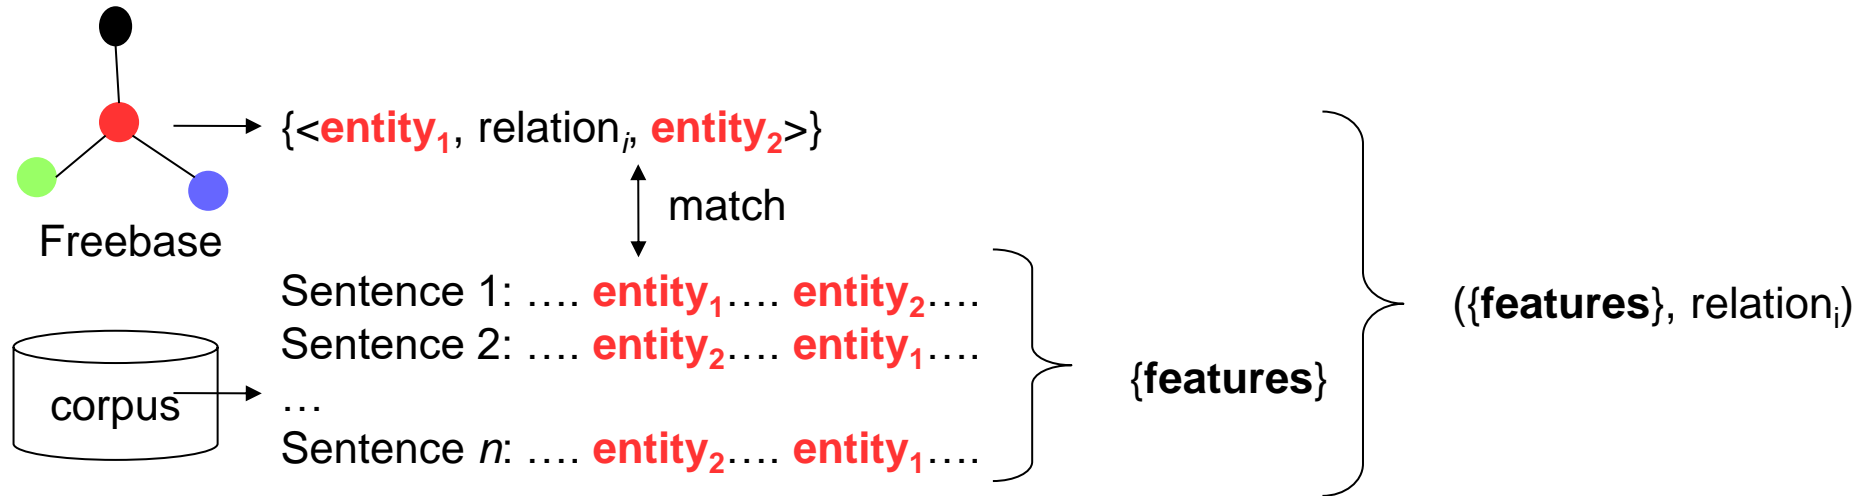 {<entity₁, relationᵢ, entity₂>}
match
Freebase
Sentence 1: …. entity₁…. entity₂….
Sentence 2: …. entity₂…. entity₁….
corpus
…
Sentence n: …. entity₂…. entity₁….
{features}
({features}, relationᵢ)